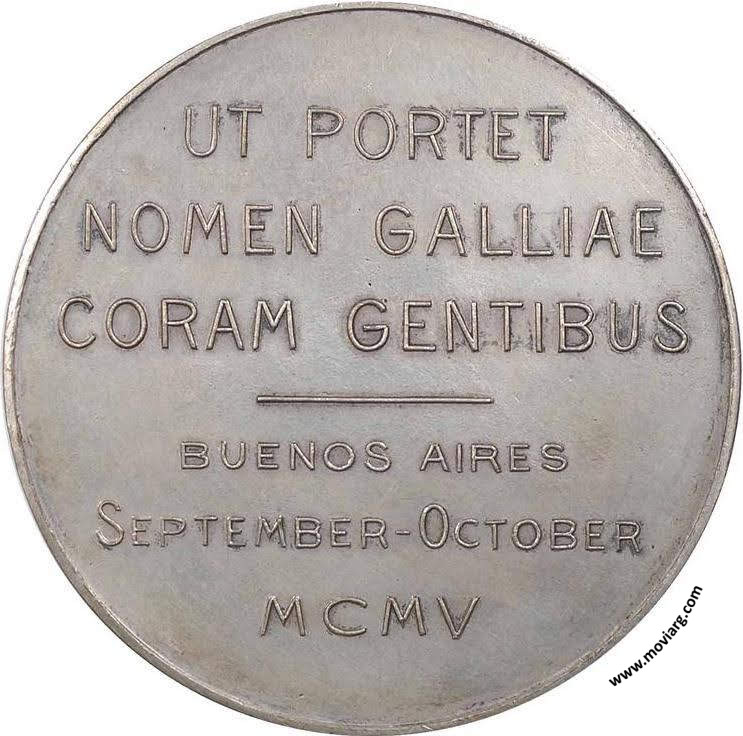 UT PORTET
NOMEN GALLIAE
CORAM GENTIBUS
BUENOS AIRES
SEPTEMBER-OCTOBER
MCMV
www.moviarg.com